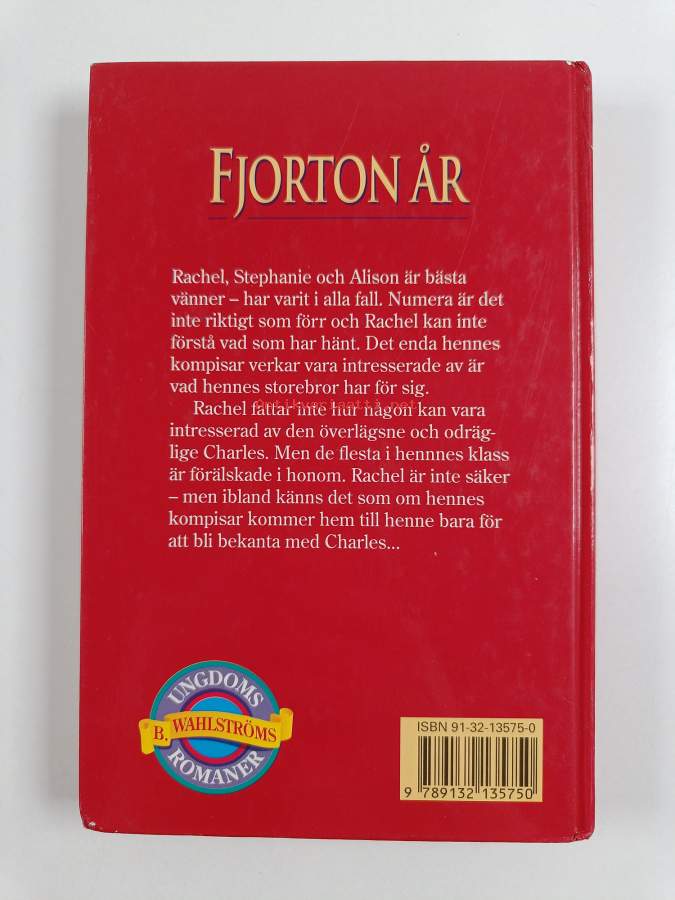 FJORTON ÅR
Rachel, Stephanie och Alison är bästa
vänner – har varit i alla fall. Numera är det
inte riktigt som förr och Rachel kan inte
förstå vad som har hänt. Det enda hennes
kompisar verkar vara intresserade av är
vad hennes storebror har för sig.
Antikvariaatti.net
Rachel fattar inte hur någon kan vara
intresserad av den överlägsne och odräg-
lige Charles. Men de flesta i hennnes klass
är förälskade i honom. Rachel är inte säker
– men ibland känns det som om hennes
kompisar kommer hem till henne bara för
att bli bekanta med Charles...
UNGDOMS
B. WAHLSTRÖMS
ROMANER
ISBN 91-32-13575-0
9 789132 135750